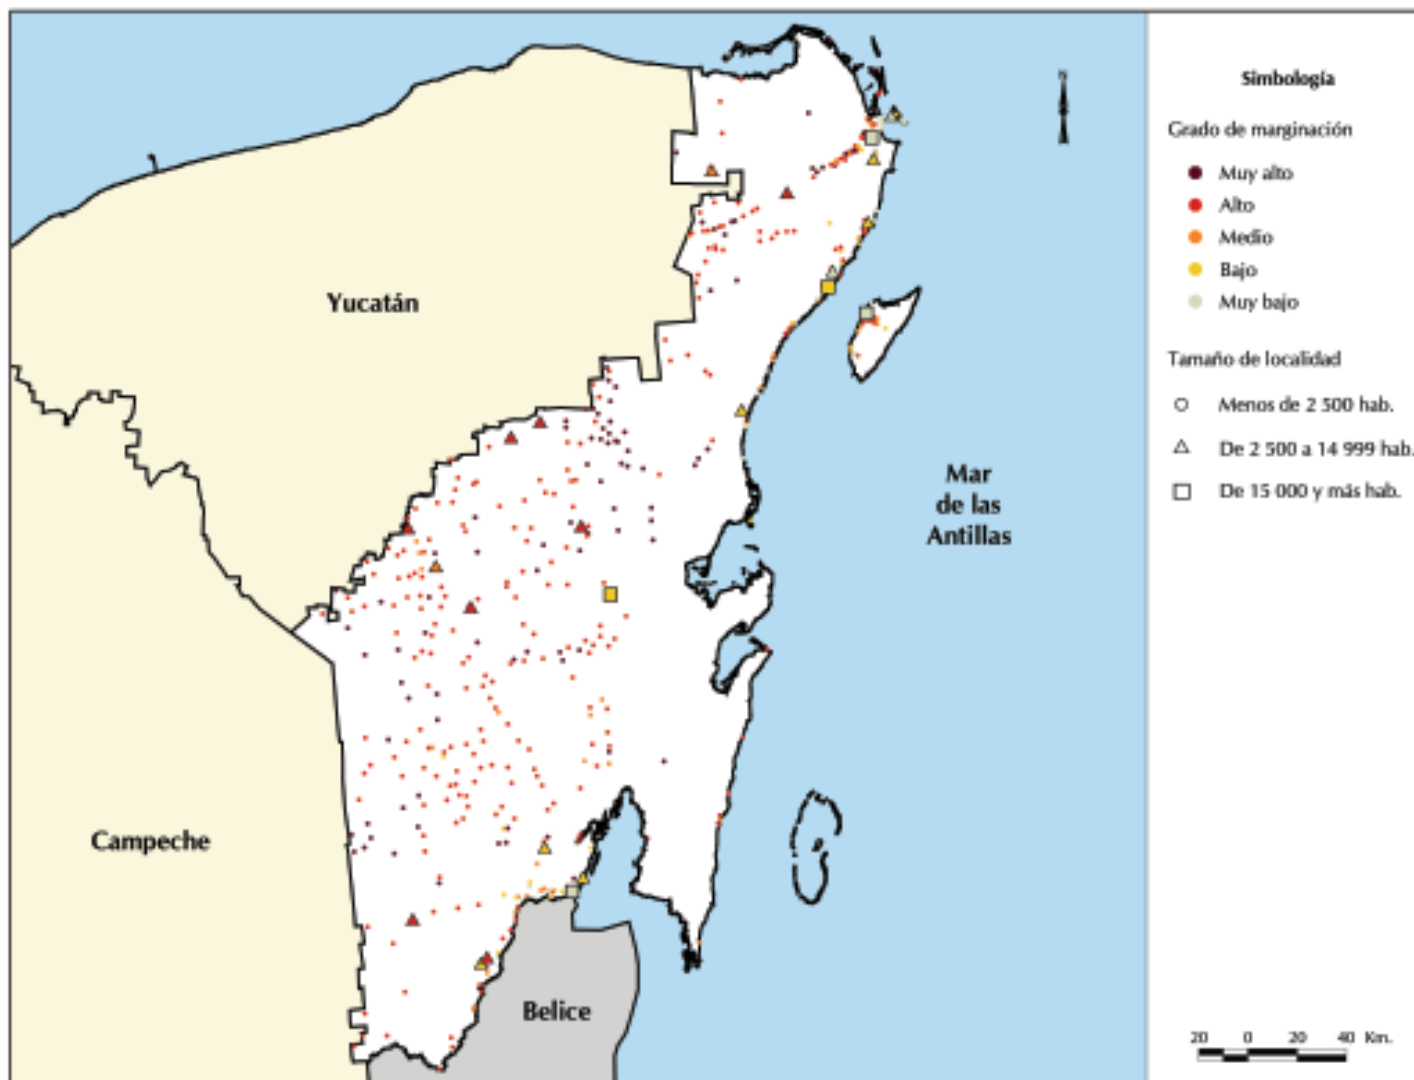 N
Simbología
Grado de marginación
Muy alto
Alto
Medio
Bajo
Muy bajo
Tamaño de localidad
Menos de 2 500 hab.
De 2 500 a 14 999 hab.
De 15 000 y más hab.
Yucatán
Mar
de las
Antillas
Campeche
Belice
20 0 20 40 Km.